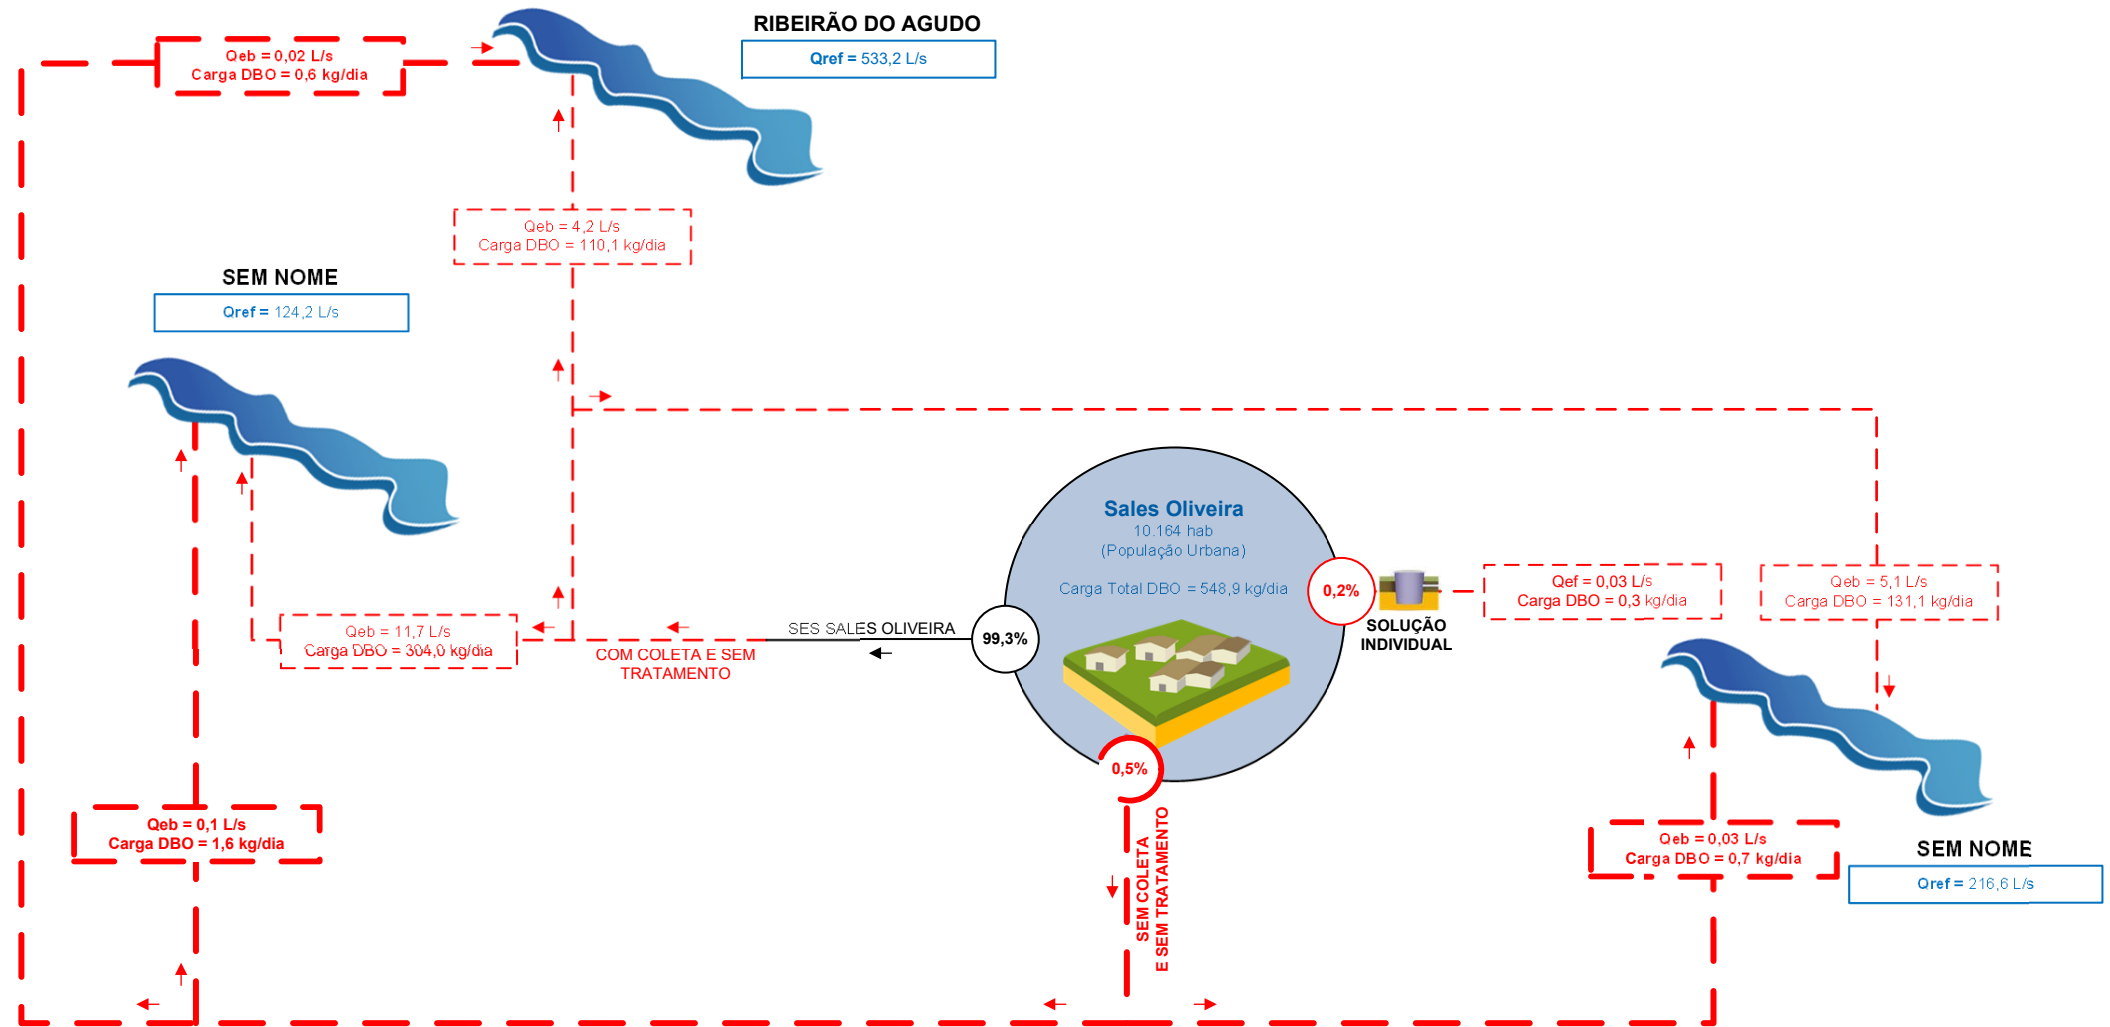 RIBEIRÃO DO AGUDO
Qref = 533,2 L/s
Qeb = 0,02 L/s
Carga DBO = 0,6 kg/dia
Qeb = 4,2 L/s
Carga DBO = 110,1 kg/dia
SEM NOME
Qref = 124,2 L/s
Sales Oliveira
10.164 hab
(População Urbana)
Carga Total DBO = 548,9 kg/dia
0,2%
SOLUÇÃO
INDIVIDUAL
Qef = 0,03 L/s
Carga DBO = 0,3 kg/dia
Qeb = 5,1 L/s
Carga DBO = 131,1 kg/dia
99,3%
SES SALES OLIVEIRA
COM COLETA E SEM
TRATAMENTO
Qeb = 11,7 L/s
Carga DBO = 304,0 kg/dia
0,5%
SEM COLETA
E SEM TRATAMENTO
Qeb = 0,1 L/s
Carga DBO = 1,6 kg/dia
Qeb = 0,03 L/s
Carga DBO = 0,7 kg/dia
SEM NOME
Qref = 216,6 L/s